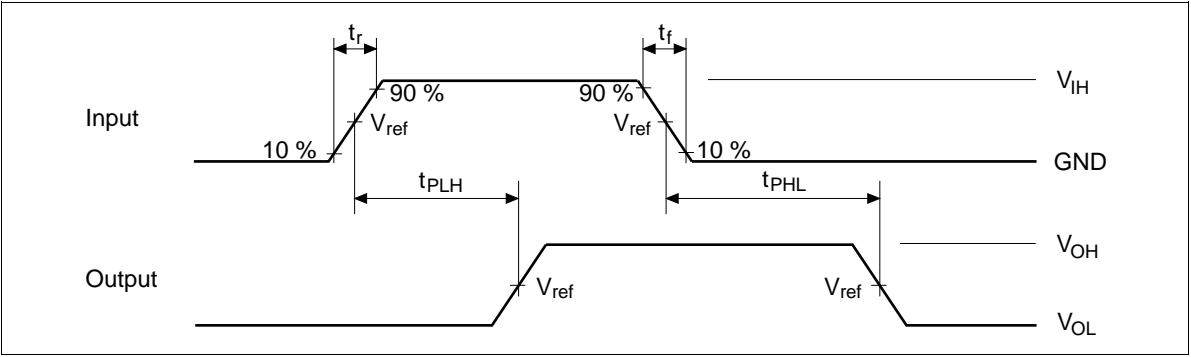 tr
tf
90 %
90 %
VIH
Input
Vref
Vref
10 %
10 %
GND
tPLH
tPHL
VOH
Output
Vref
Vref
VOL